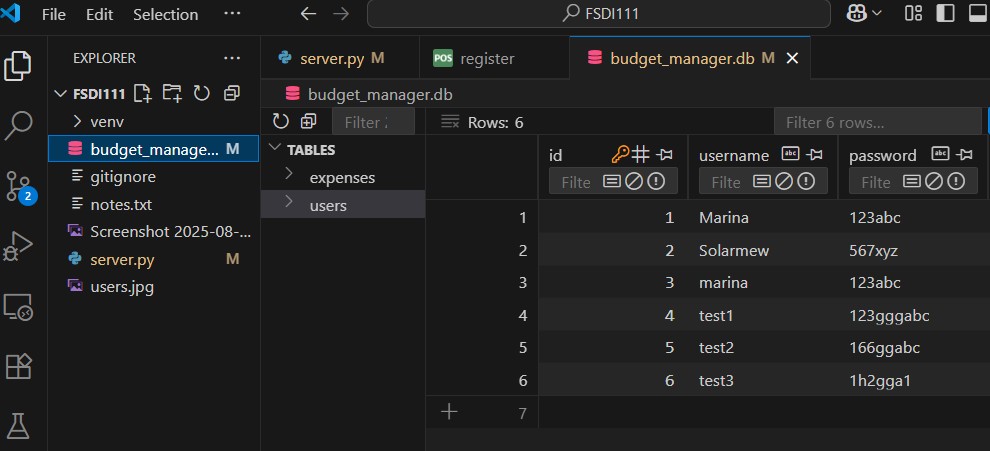 File Edit Selection ··· FSDI111
EXPLORER ···
server.py M
POS register
budget_manager.db M
FSDI111
venv
budget_manage... M
gitignore
notes.txt
Screenshot 2025-08-...
server.py M
users.jpg
2
budget_manager.db
Filter
Rows: 6
Filter 6 rows...
TABLES
expenses
users
id username abc password abc
Filte Filte Filte
1 1 Marina 123abc
2 2 Solarmew 567xyz
3 3 marina 123abc
4 4 test1 123gggabc
5 5 test2 166ggabc
6 6 test3 1h2gga1
7